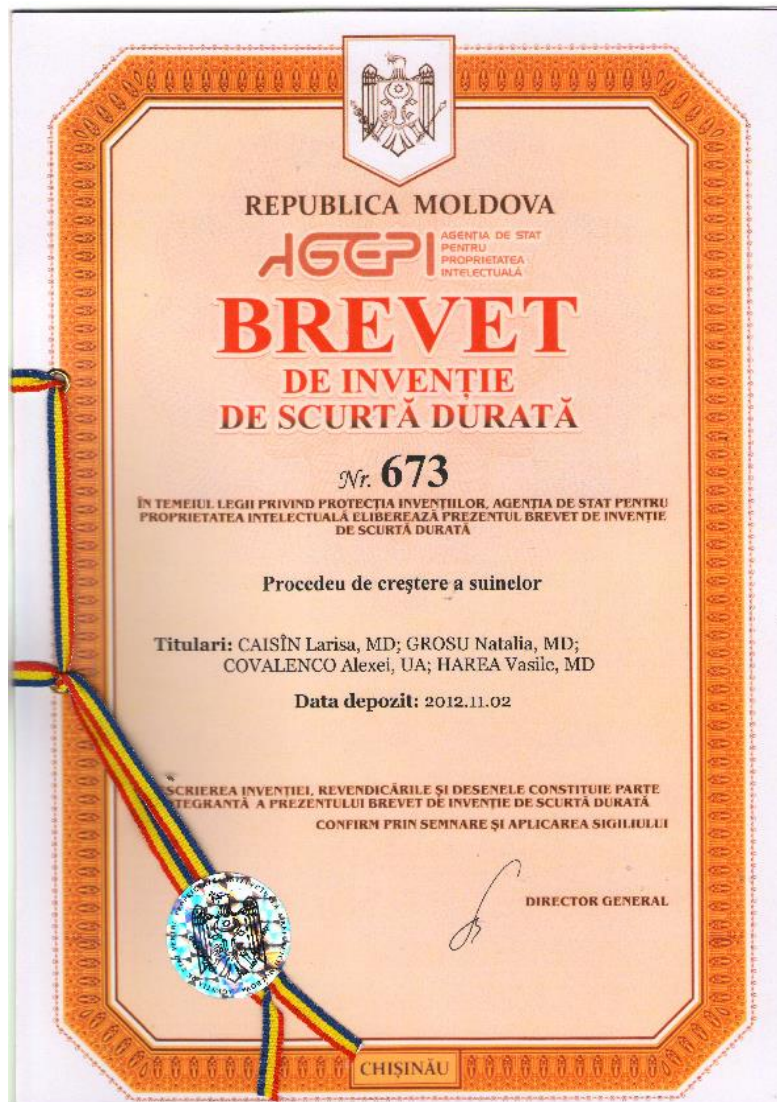 REPUBLICA MOLDOVA
AGEPI
AGENȚIA DE STAT
PENTRU
PROPRIETATEA
INTELECTUALĂ
BREVET
DE INVENȚIE
DE SCURTĂ DURATĂ
Nr. 673
ÎN TEMEIUL LEGII PRIVIND PROTECȚIA INVENȚIILOR, AGENȚIA DE STAT PENTRU
PROPRIETATEA INTELECTUALĂ ELIBEREAZĂ PREZENTUL BREVET DE INVENȚIE
DE SCURTĂ DURATĂ
Procedeu de creștere a suinelor
Titulari: CAISÎN Larisa, MD; GROSU Natalia, MD;
COVALENCO Alexei, UA; HAREA Vasile, MD
Data depozit: 2012.11.02
SCRIEREA INVENȚIEI, REVENDICĂRILE ȘI DESENELE CONSTITUIE PARTE
TEGRANTĂ A PREZENTULUI BREVET DE INVENȚIE DE SCURTĂ DURATĂ
CONFIRM PRIN SEMNARE ȘI APLICAREA SIGILIULUI
DIRECTOR GENERAL
CHIȘINĂU